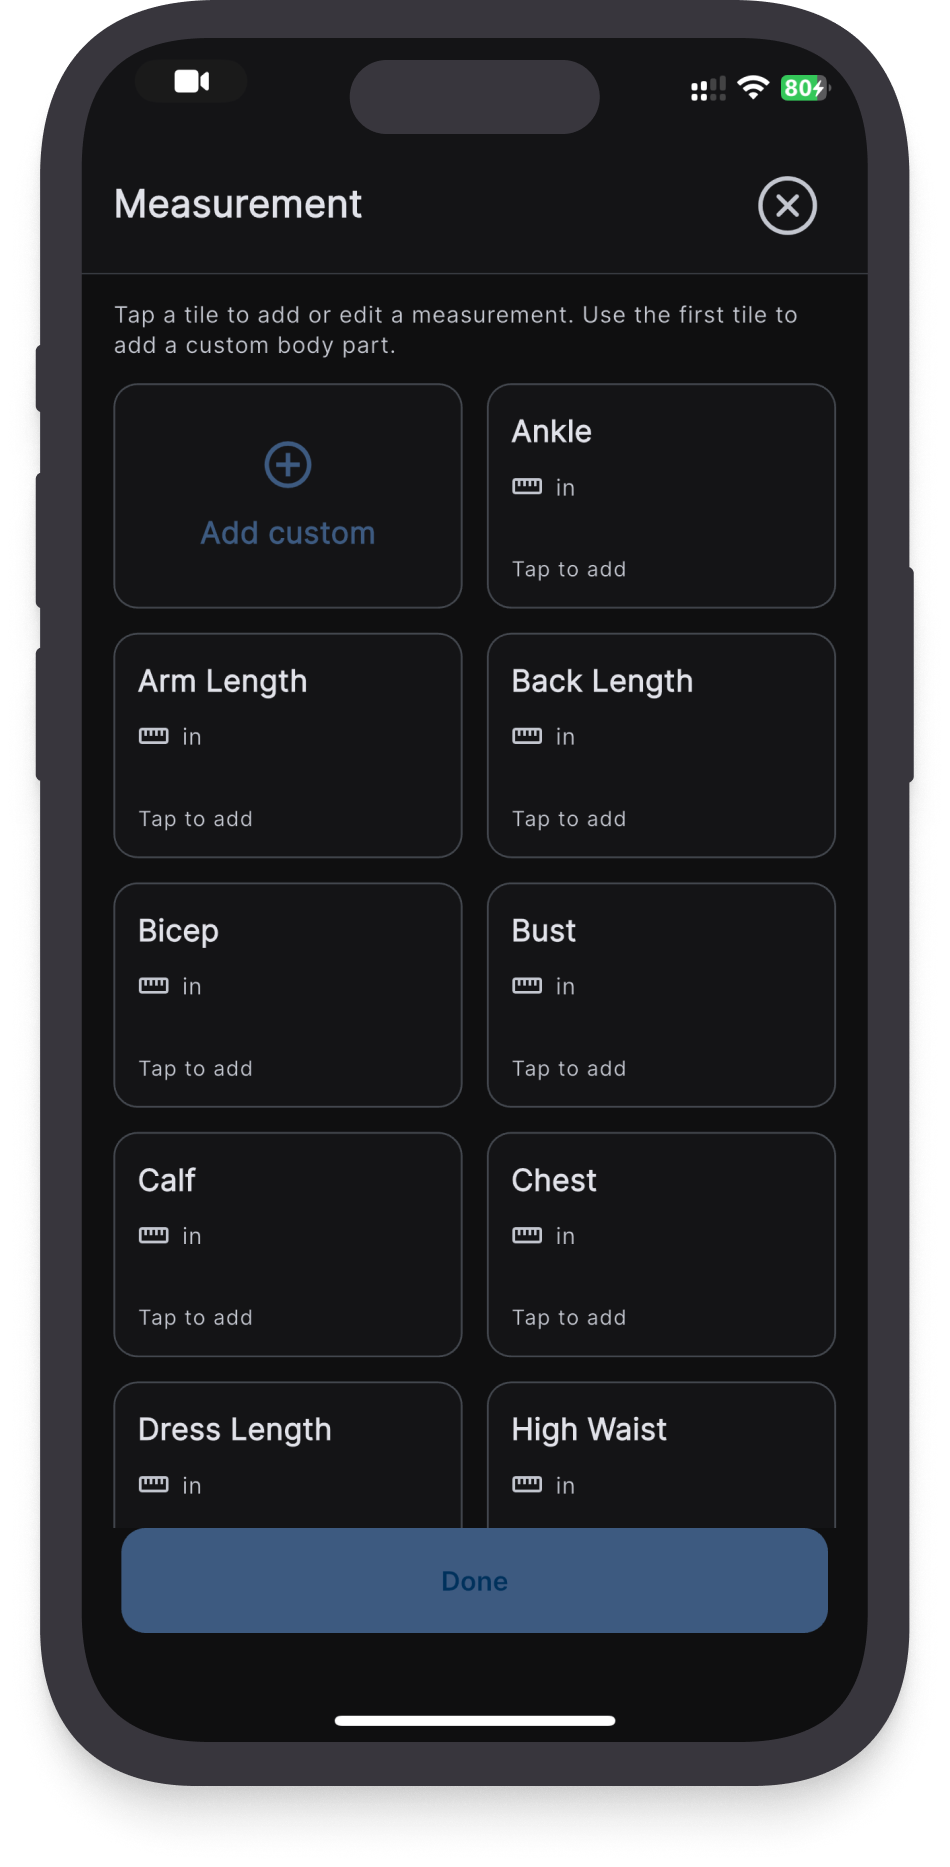 80
Measurement
Tap a tile to add or edit a measurement. Use the first tile to
add a custom body part.
Add custom
Ankle
in
Tap to add
Arm Length
in
Tap to add
Back Length
in
Tap to add
Bicep
in
Tap to add
Bust
in
Tap to add
Calf
in
Tap to add
Chest
in
Tap to add
Dress Length
in
High Waist
in
Done